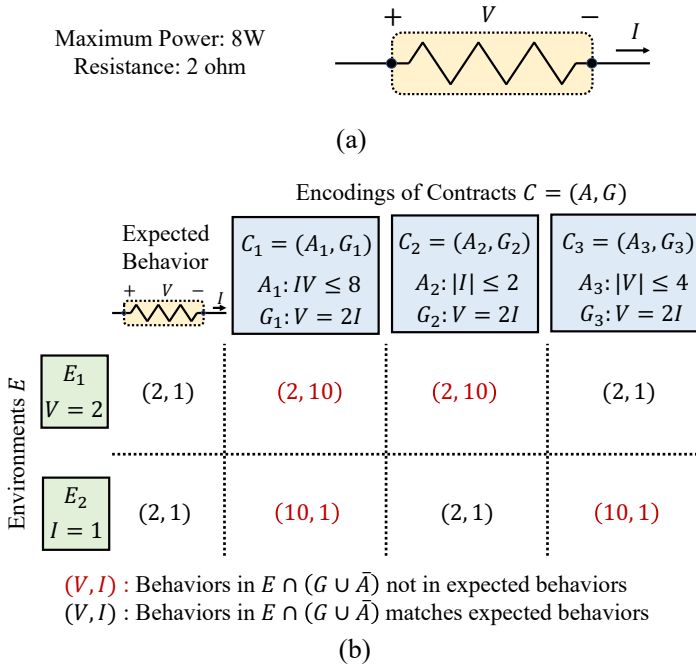 Maximum Power: 8W
Resistance: 2 ohm
+ V − I
(a)
Encodings of Contracts C = (A, G)
Expected
Behavior
+ V − I
C₁ = (A₁, G₁)
A₁: IV ≤ 8
G₁: V = 2I
C₂ = (A₂, G₂)
A₂: |I| ≤ 2
G₂: V = 2I
C₃ = (A₃, G₃)
A₃: |V| ≤ 4
G₃: V = 2I
Environments E
E₁
V = 2
(2, 1) (2, 10) (2, 10) (2, 1)
E₂
I = 1
(2, 1) (10, 1) (2, 1) (10, 1)
(V, I) : Behaviors in E ∩ (G ∪ Ā) not in expected behaviors
(V, I) : Behaviors in E ∩ (G ∪ Ā) matches expected behaviors
(b)